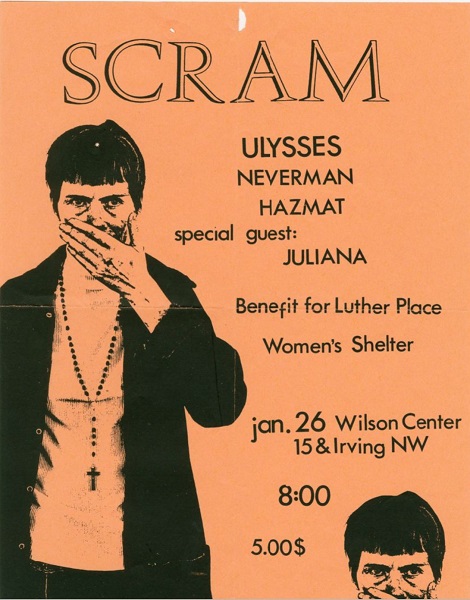 SCRAM
ULYSSES
NEVERMAN
HAZMAT
special guest:
JULIANA
Benefit for Luther Place
Women's Shelter
jan. 26 Wilson Center
15 & Irving NW
8:00
5.00$